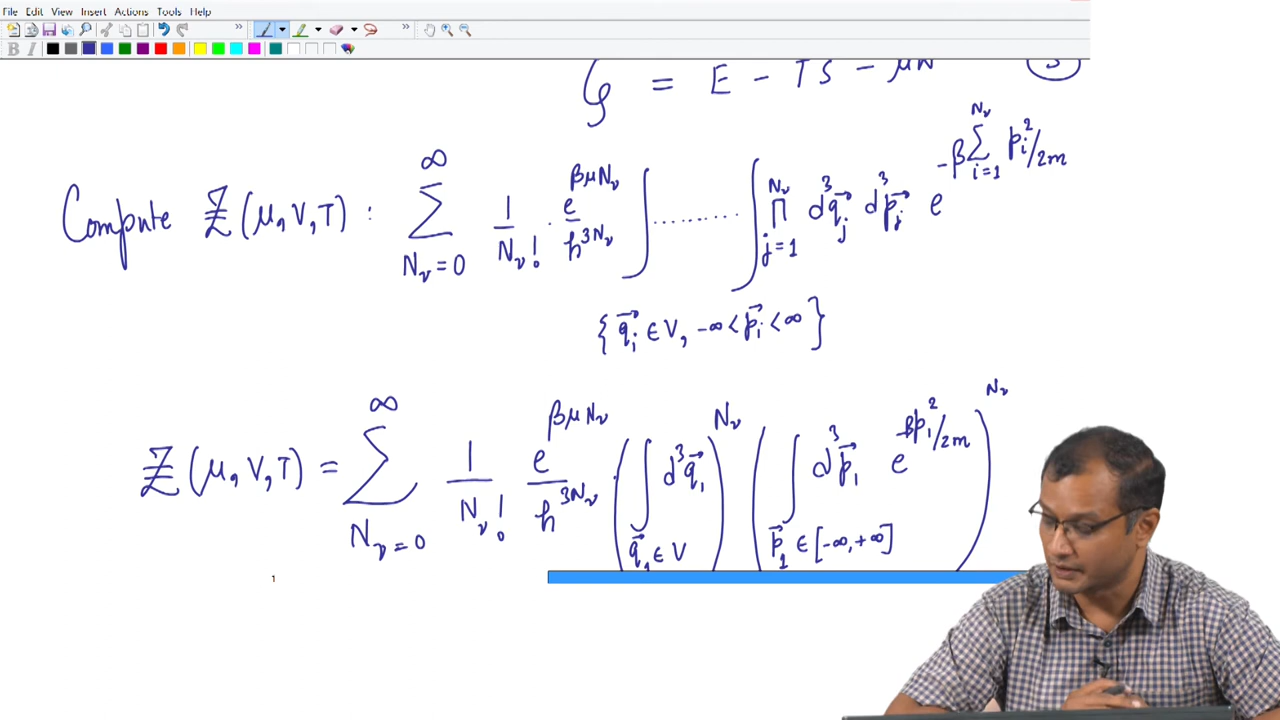 File Edit View Insert Actions Tools Help
B I
𝒢 = E - TS - μN (3)
Compute Z(μ, V, T) : ∑_{N_ν=0}^{∞} 1/N_ν! · e^{βμN_ν}/h^{3N_ν} ∫ ......... ∫ ∏_{j=1}^{N_ν} d³q⃗_j d³p⃗_j e^{-β∑_{i=1}^{N_ν} p_i²/2m}
{q⃗_i ∈ V, -∞ < p⃗_i < ∞}
Z(μ, V, T) = ∑_{N_ν=0}^{∞} 1/N_ν! e^{βμN_ν}/h^{3N_ν} · (∫_{q⃗_1 ∈ V} d³q⃗_1)^{N_ν} (∫_{p⃗_1 ∈ [-∞, +∞]} d³p⃗_1 e^{-βp_1²/2m})^{N_ν}
1